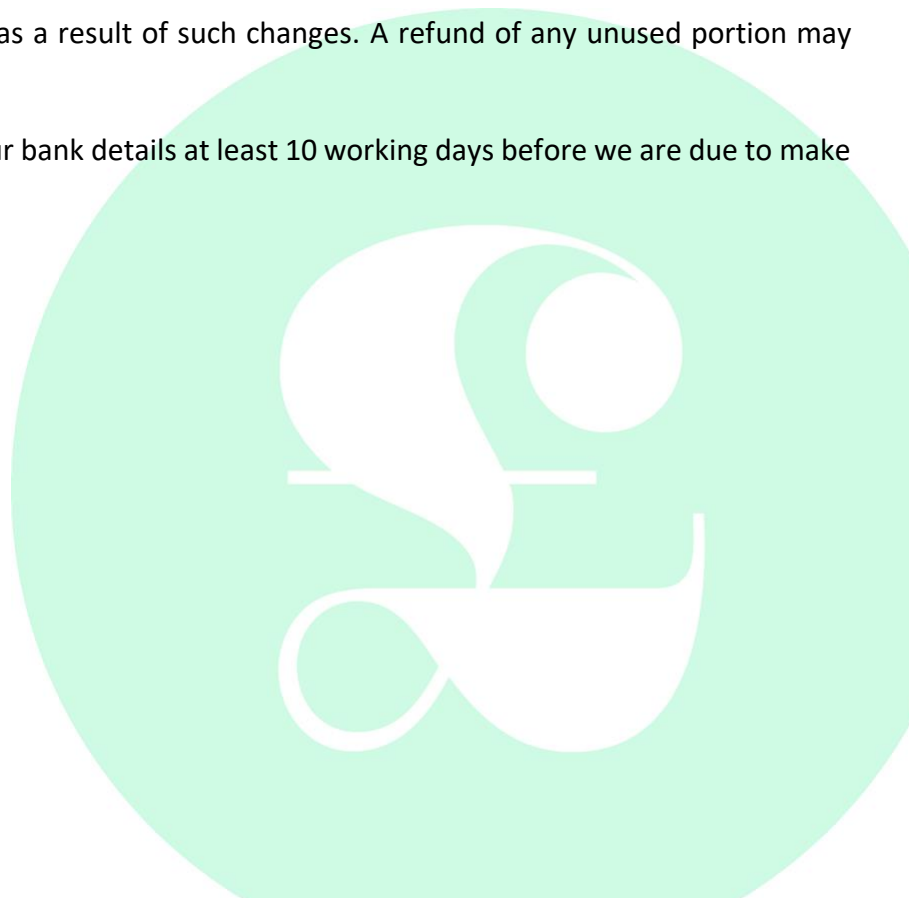 as a result of such changes. A refund of any unused portion may
ur bank details at least 10 working days before we are due to make
£